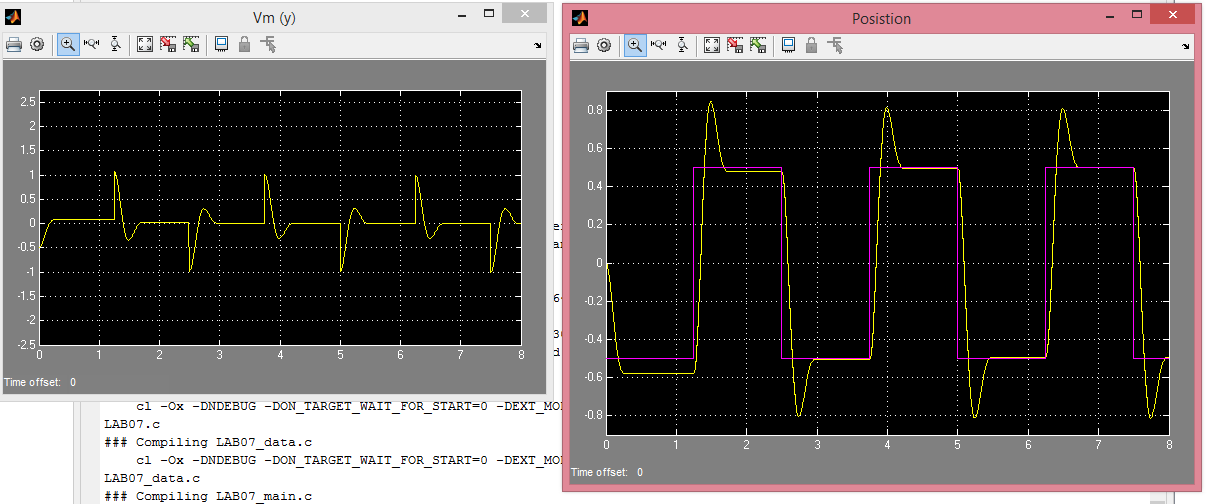 Vm (y)
2.5
2
1.5
1
0.5
0
-0.5
-1
-1.5
-2
-2.5
0 1 2 3 4 5 6 7 8
Time offset: 0
Posistion
0.8
0.6
0.4
0.2
0
-0.2
-0.4
-0.6
-0.8
0 1 2 3 4 5 6 7 8
Time offset: 0
cl -Ox -DNDEBUG -DON_TARGET_WAIT_FOR_START=0 -DEXT_MO
LAB07.c
### Compiling LAB07_data.c
cl -Ox -DNDEBUG -DON_TARGET_WAIT_FOR_START=0 -DEXT_MO
LAB07_data.c
### Compiling LAB07_main.c